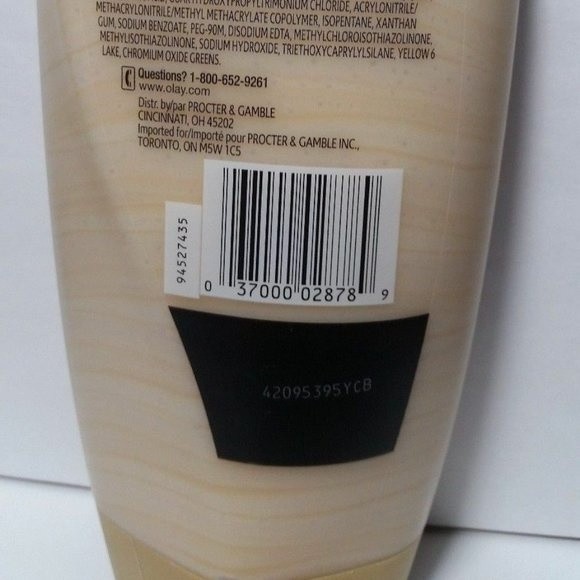 GUARHYDROXYPROPYLTRIMONIUM CHLORIDE, ACRYLONITRILE/
METHACRYLONITRILE/METHYL METHACRYLATE COPOLYMER, ISOPENTANE, XANTHAN
GUM, SODIUM BENZOATE, PEG-90M, DISODIUM EDTA, METHYLCHLOROISOTHIAZOLINONE,
METHYLISOTHIAZOLINONE, SODIUM HYDROXIDE, TRIETHOXYCAPRYLYLSILANE, YELLOW 6
LAKE, CHROMIUM OXIDE GREENS.
Questions? 1-800-652-9261
www.olay.com
Distr. by/par PROCTER & GAMBLE
CINCINNATI, OH 45202
Imported for/Importé pour PROCTER & GAMBLE INC.,
TORONTO, ON M5W 1C5
94527435
0 37000 02878 9
42095395YCB